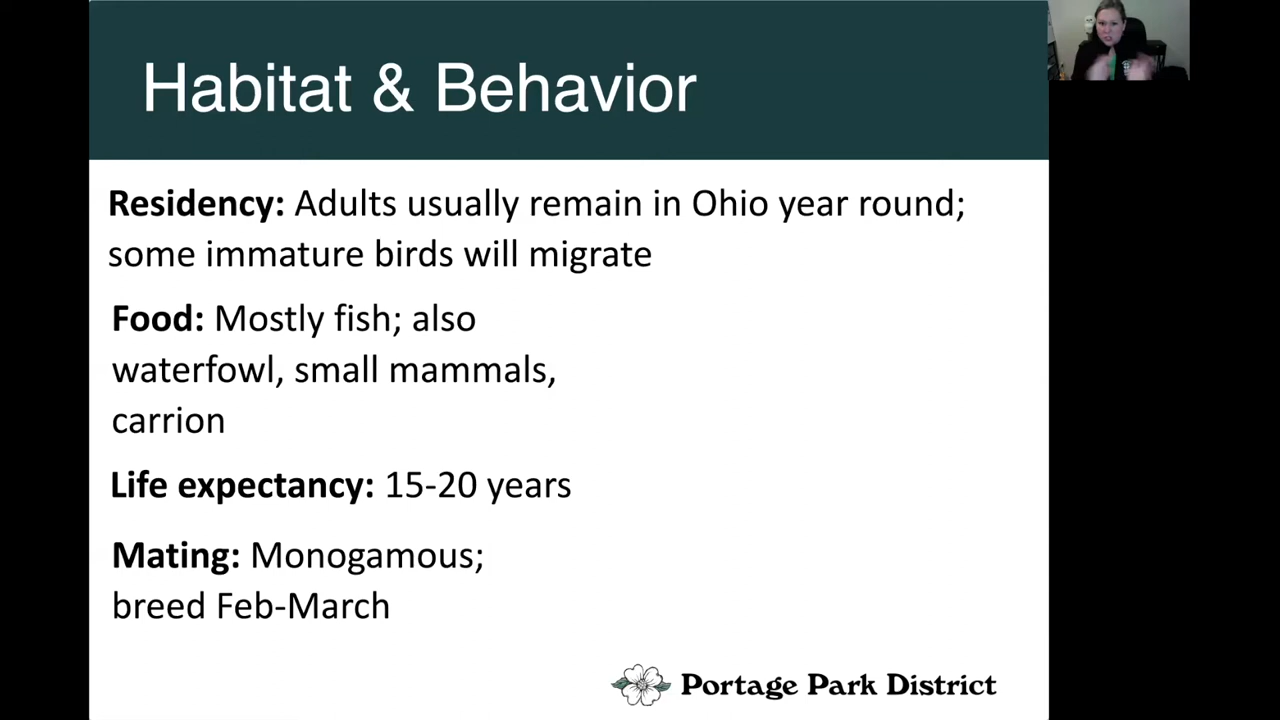 Habitat & Behavior
Residency: Adults usually remain in Ohio year round;
some immature birds will migrate
Food: Mostly fish; also
waterfowl, small mammals,
carrion
Life expectancy: 15-20 years
Mating: Monogamous;
breed Feb-March
Portage Park District